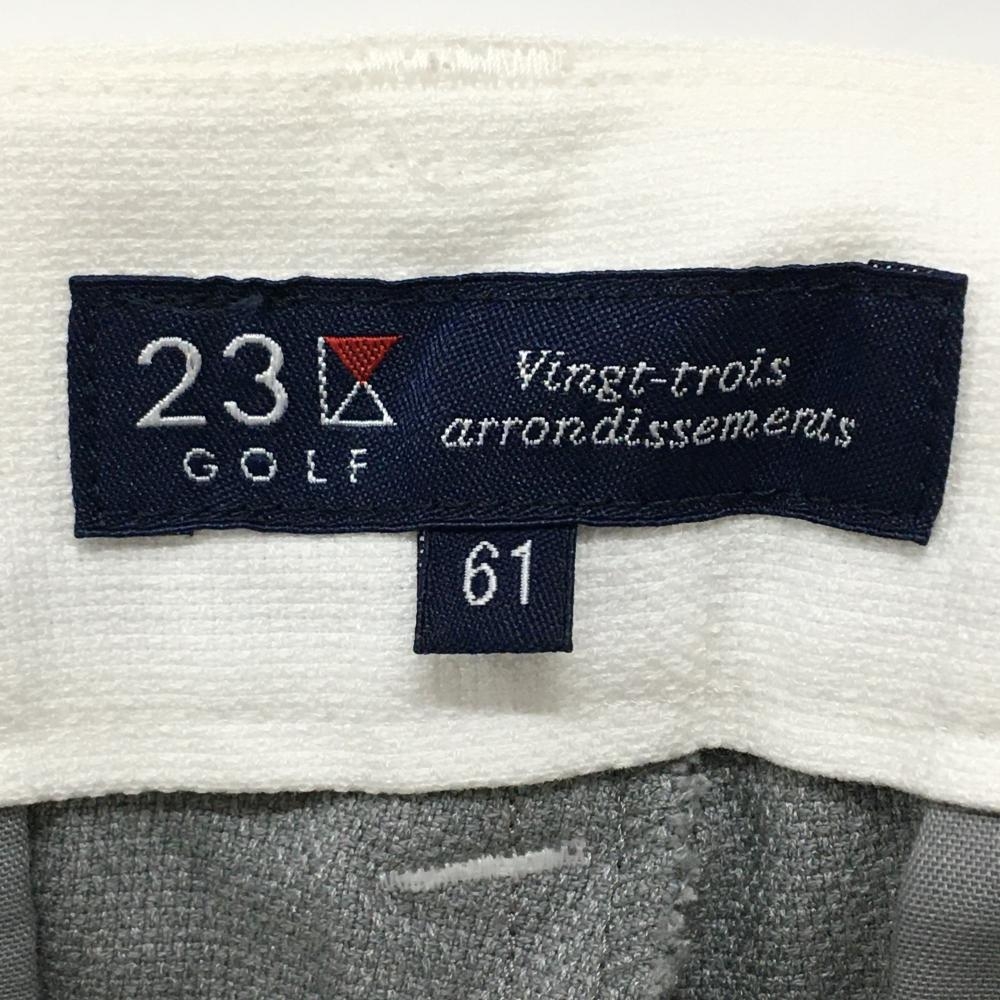 23
GOLF
Vingt-trois
arrondissements
61